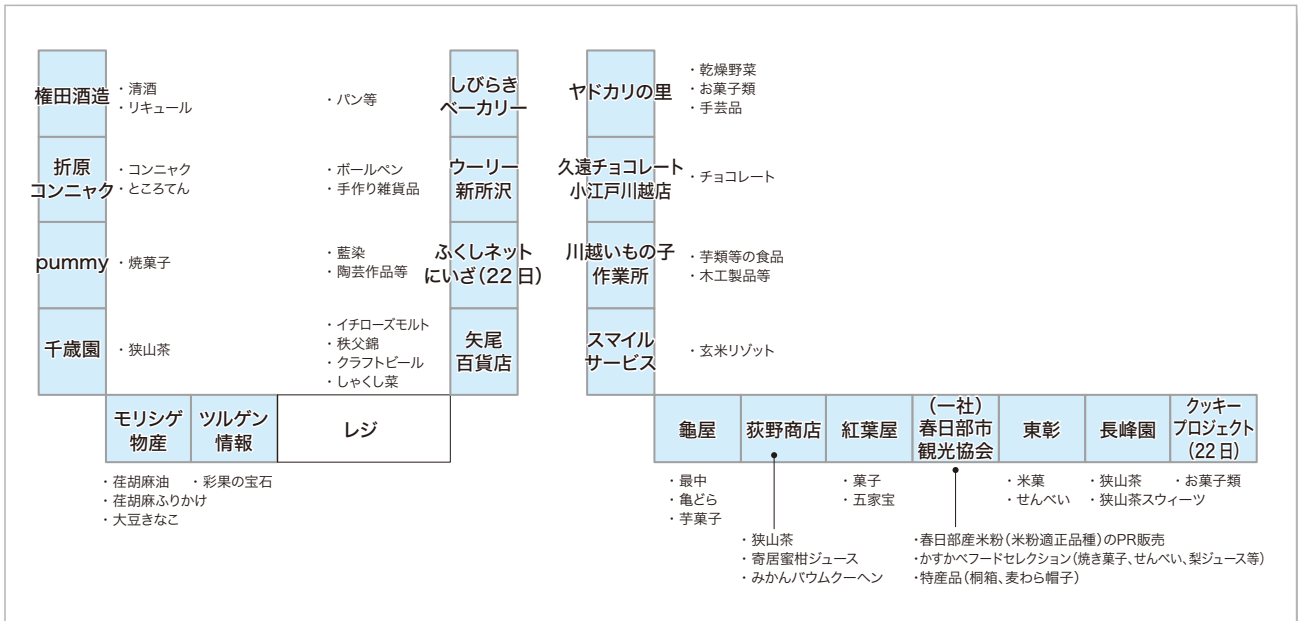 権田酒造
・清酒
・リキュール
・パン等
しびらき
ベーカリー
折原
コンニャク
・コンニャク
・ところてん
・ボールペン
・手作り雑貨品
ウーリー
新所沢
pummy
・焼菓子
・藍染
・陶芸作品等
ふくしネット
にいざ(22日)
千歳園
・狭山茶
・イチローズモルト
・秩父錦
・クラフトビール
・しゃくし菜
矢尾
百貨店
モリシゲ
物産
ツルゲン
情報
レジ
・荏胡麻油
・荏胡麻ふりかけ
・大豆きなこ
・彩果の宝石
ヤドカリの里
・乾燥野菜
・お菓子類
・手芸品
久遠チョコレート
小江戸川越店
・チョコレート
川越いもの子
作業所
・芋類等の食品
・木工製品等
スマイル
サービス
・玄米リゾット
亀屋
荻野商店
紅葉屋
(一社)
春日部市
観光協会
東彰
長峰園
クッキー
プロジェクト
(22日)
・最中
・亀どら
・芋菓子
・狭山茶
・寄居蜜柑ジュース
・みかんバウムクーヘン
・菓子
・五家宝
・春日部産米粉(米粉適正品種)のPR販売
・かすかべフードセレクション(焼き菓子、せんべい、梨ジュース等)
・特産品(桐箱、麦わら帽子)
・米菓
・せんべい
・狭山茶
・狭山茶スウィーツ
・お菓子類